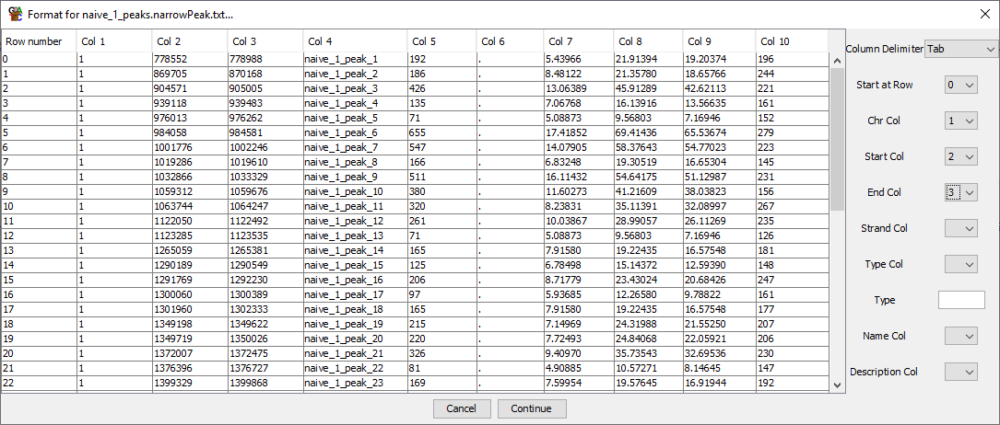 Format for naive_1_peaks.narrowPeak.txt...
Row number Col 1 Col 2 Col 3 Col 4 Col 5 Col 6 Col 7 Col 8 Col 9 Col 10
0 1 778552 778988 naive_1_peak_1 192 . 5.43966 21.91394 19.20374 196
1 1 869705 870168 naive_1_peak_2 186 . 8.48122 21.35780 18.65766 244
2 1 904571 905005 naive_1_peak_3 426 . 13.06389 45.91289 42.62113 221
3 1 939118 939483 naive_1_peak_4 135 . 7.06768 16.13916 13.56635 161
4 1 976013 976262 naive_1_peak_5 71 . 5.08873 9.56803 7.16946 152
5 1 984058 984581 naive_1_peak_6 655 . 17.41852 69.41436 65.53674 279
6 1 1001776 1002246 naive_1_peak_7 547 . 14.07905 58.37643 54.77023 223
7 1 1019286 1019610 naive_1_peak_8 166 . 6.83248 19.30519 16.65304 145
8 1 1032866 1033329 naive_1_peak_9 511 . 16.11432 54.64175 51.12987 231
9 1 1059312 1059676 naive_1_peak_10 380 . 11.60273 41.21609 38.03823 156
10 1 1063744 1064247 naive_1_peak_11 320 . 8.23831 35.11391 32.08997 267
11 1 1122050 1122492 naive_1_peak_12 261 . 10.03867 28.99057 26.11269 235
12 1 1123285 1123535 naive_1_peak_13 71 . 5.08873 9.56803 7.16946 126
13 1 1265059 1265381 naive_1_peak_14 165 . 7.91580 19.22435 16.57548 181
14 1 1290189 1290549 naive_1_peak_15 125 . 6.78498 15.14372 12.59390 148
15 1 1291769 1292230 naive_1_peak_16 206 . 8.71779 23.43024 20.68426 247
16 1 1300060 1300389 naive_1_peak_17 97 . 5.93685 12.26580 9.78822 161
17 1 1301960 1302333 naive_1_peak_18 165 . 7.91580 19.22435 16.57548 177
18 1 1349198 1349622 naive_1_peak_19 215 . 7.14969 24.31988 21.55250 207
19 1 1349719 1350026 naive_1_peak_20 220 . 7.72493 24.84068 22.05921 206
20 1 1372007 1372475 naive_1_peak_21 326 . 9.40970 35.73543 32.69536 230
21 1 1376396 1376727 naive_1_peak_22 81 . 4.90885 10.57271 8.14645 147
22 1 1399329 1399868 naive_1_peak_23 169 . 7.59954 19.57645 16.91944 192
Column Delimiter Tab
Start at Row 0
Chr Col 1
Start Col 2
End Col 3
Strand Col
Type Col
Type
Name Col
Description Col
Cancel Continue